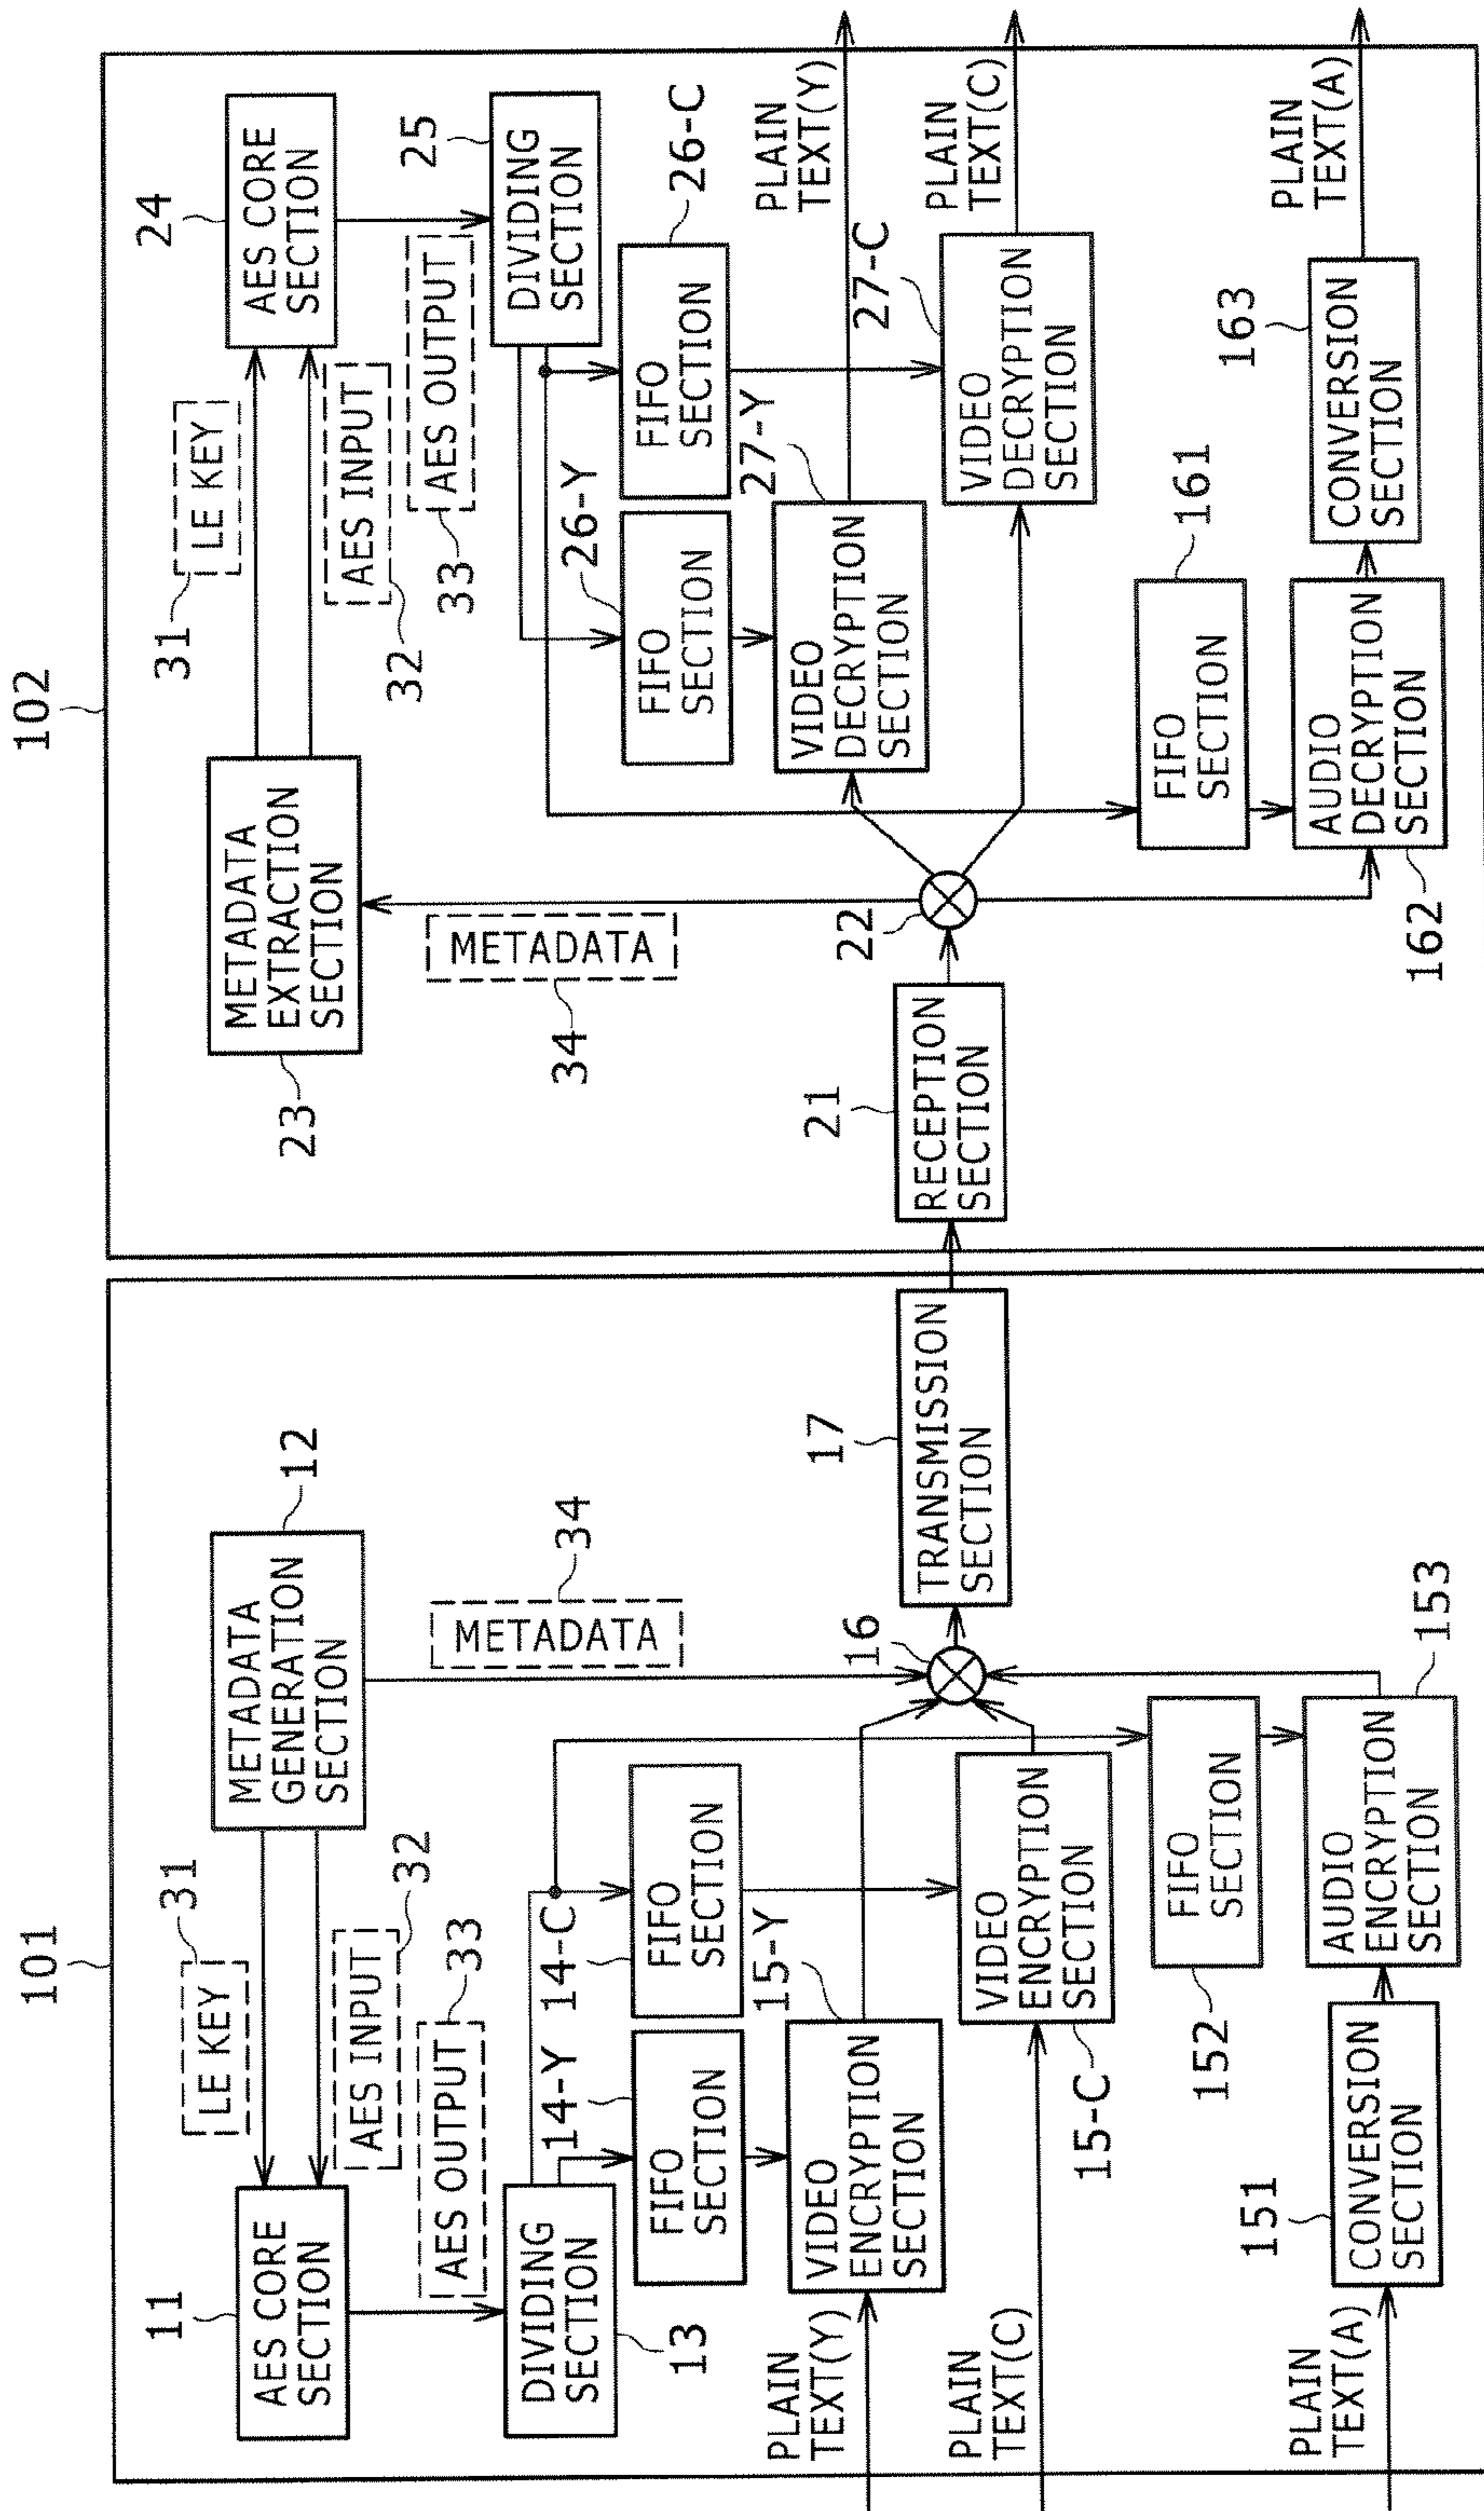 101
11
AES CORE
SECTION
31
LE KEY
AES INPUT
32
METADATA
GENERATION
SECTION
12
AES OUTPUT
33
METADATA
34
DIVIDING
SECTION
13
14-Y
FIFO
SECTION
14-C
FIFO
SECTION
PLAIN
TEXT(Y)
VIDEO
ENCRYPTION
SECTION
15-Y
PLAIN
TEXT(C)
VIDEO
ENCRYPTION
SECTION
15-C
16
17
TRANSMISSION
SECTION
152
FIFO
SECTION
PLAIN
TEXT(A)
151
CONVERSION
SECTION
AUDIO
ENCRYPTION
SECTION
153
102
23
METADATA
EXTRACTION
SECTION
31
LE KEY
AES INPUT
32
24
AES CORE
SECTION
METADATA
34
33
AES OUTPUT
25
DIVIDING
SECTION
26-Y
FIFO
SECTION
26-C
FIFO
SECTION
21
RECEPTION
SECTION
22
27-Y
VIDEO
DECRYPTION
SECTION
PLAIN
TEXT(Y)
27-C
VIDEO
DECRYPTION
SECTION
PLAIN
TEXT(C)
161
FIFO
SECTION
162
AUDIO
DECRYPTION
SECTION
163
CONVERSION
SECTION
PLAIN
TEXT(A)